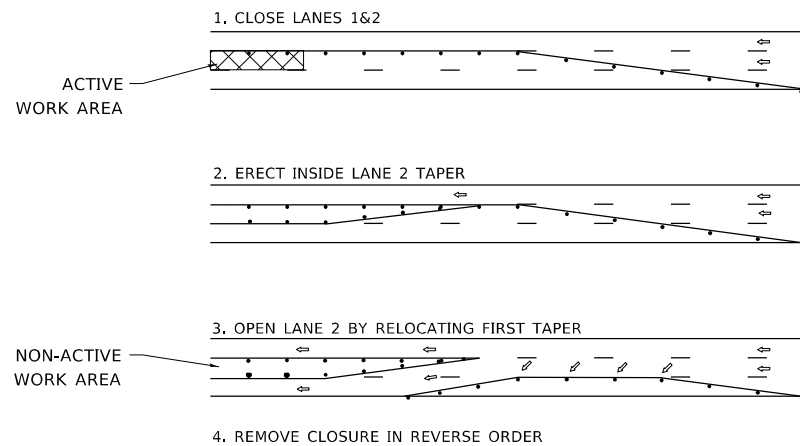 1. CLOSE LANES 1&2
ACTIVE
WORK AREA
2. ERECT INSIDE LANE 2 TAPER
3. OPEN LANE 2 BY RELOCATING FIRST TAPER
NON-ACTIVE
WORK AREA
4. REMOVE CLOSURE IN REVERSE ORDER